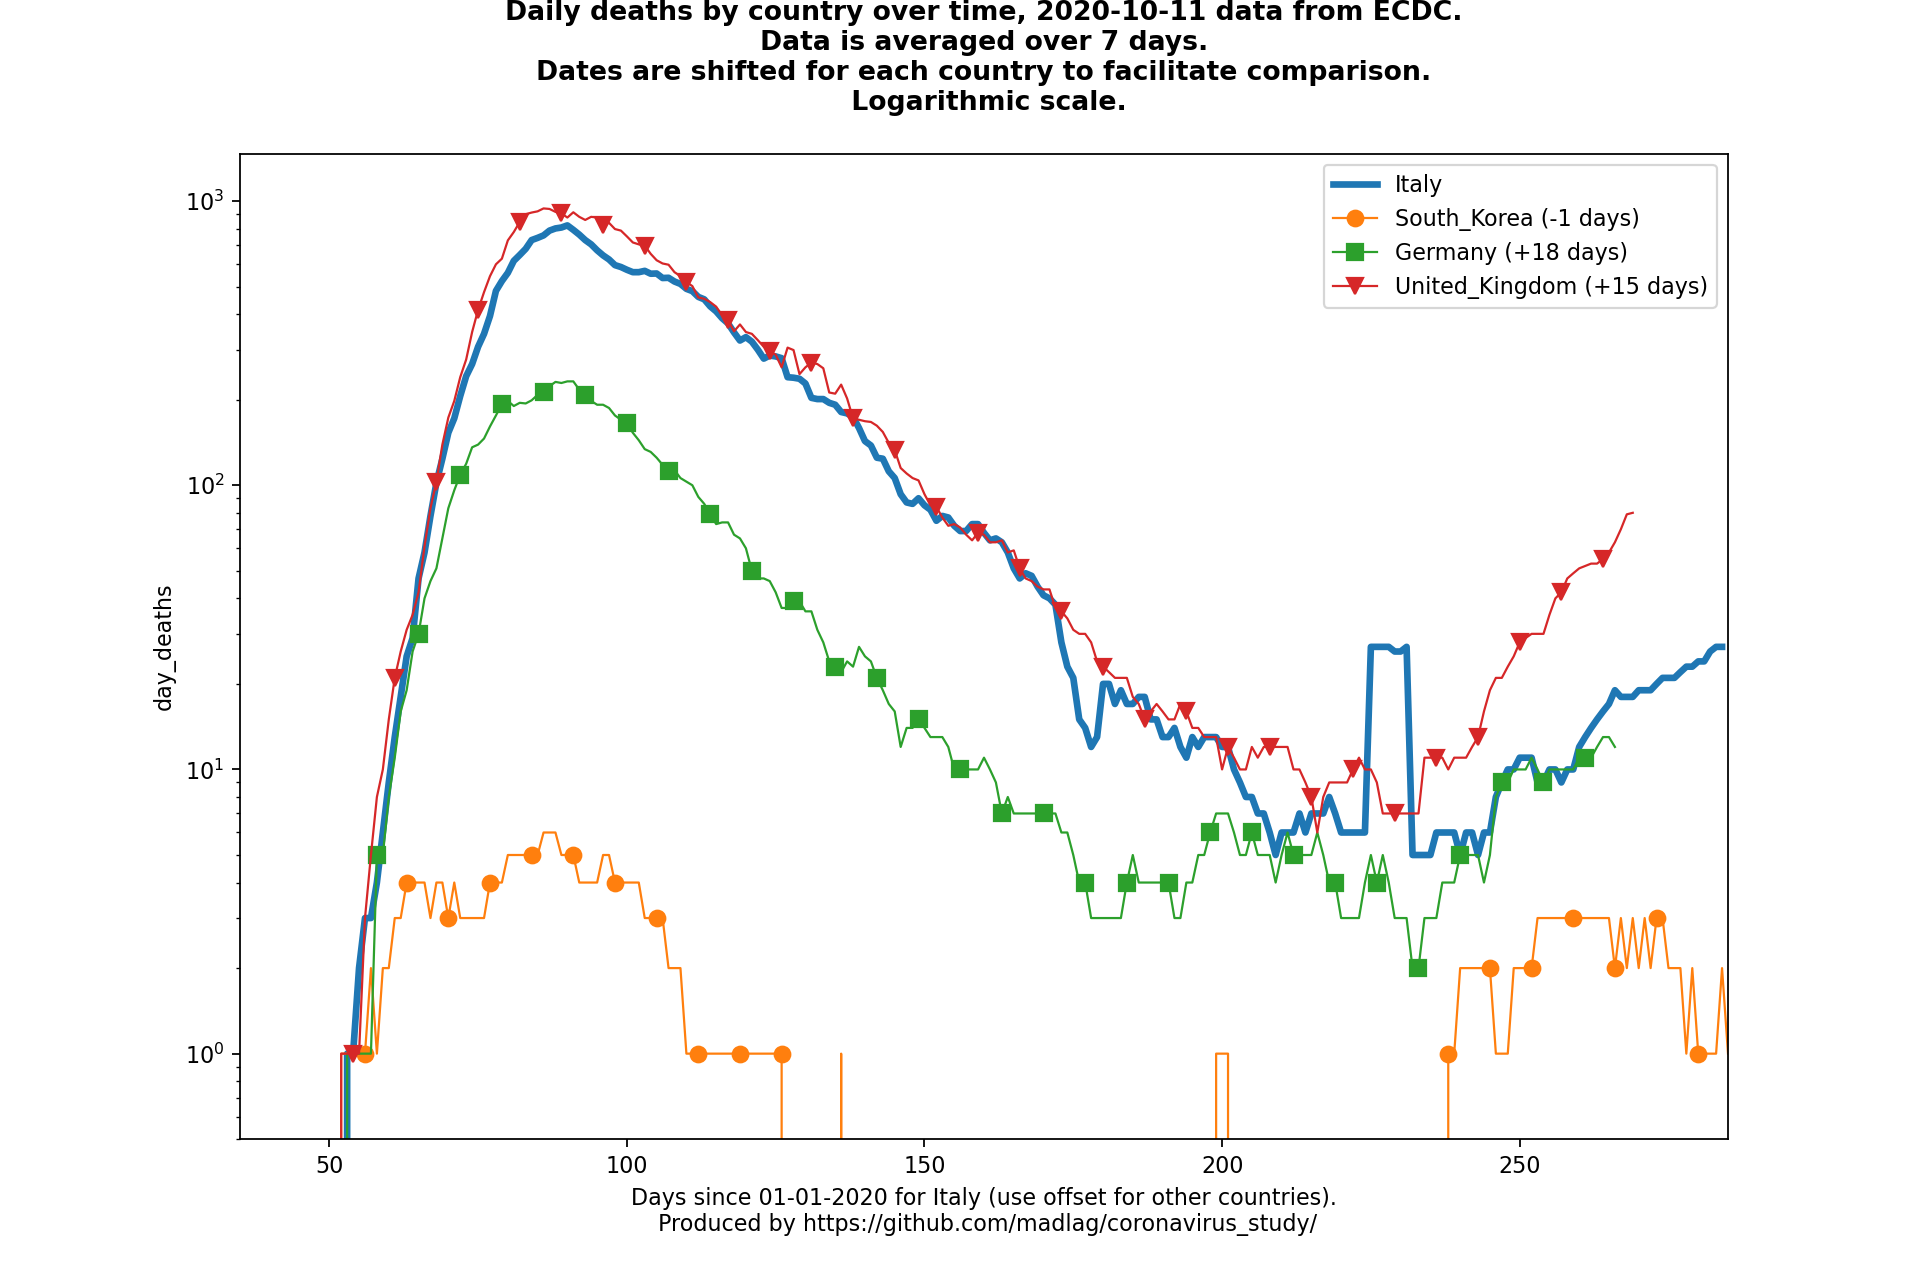 Daily deaths by country over time, 2020-10-11 data from ECDC.
Data is averaged over 7 days.
Dates are shifted for each country to facilitate comparison.
Logarithmic scale.
Italy
South_Korea (-1 days)
Germany (+18 days)
United_Kingdom (+15 days)
10³
10²
10¹
10⁰
day_deaths
50 100 150 200 250
Days since 01-01-2020 for Italy (use offset for other countries).
Produced by https://github.com/madlag/coronavirus_study/